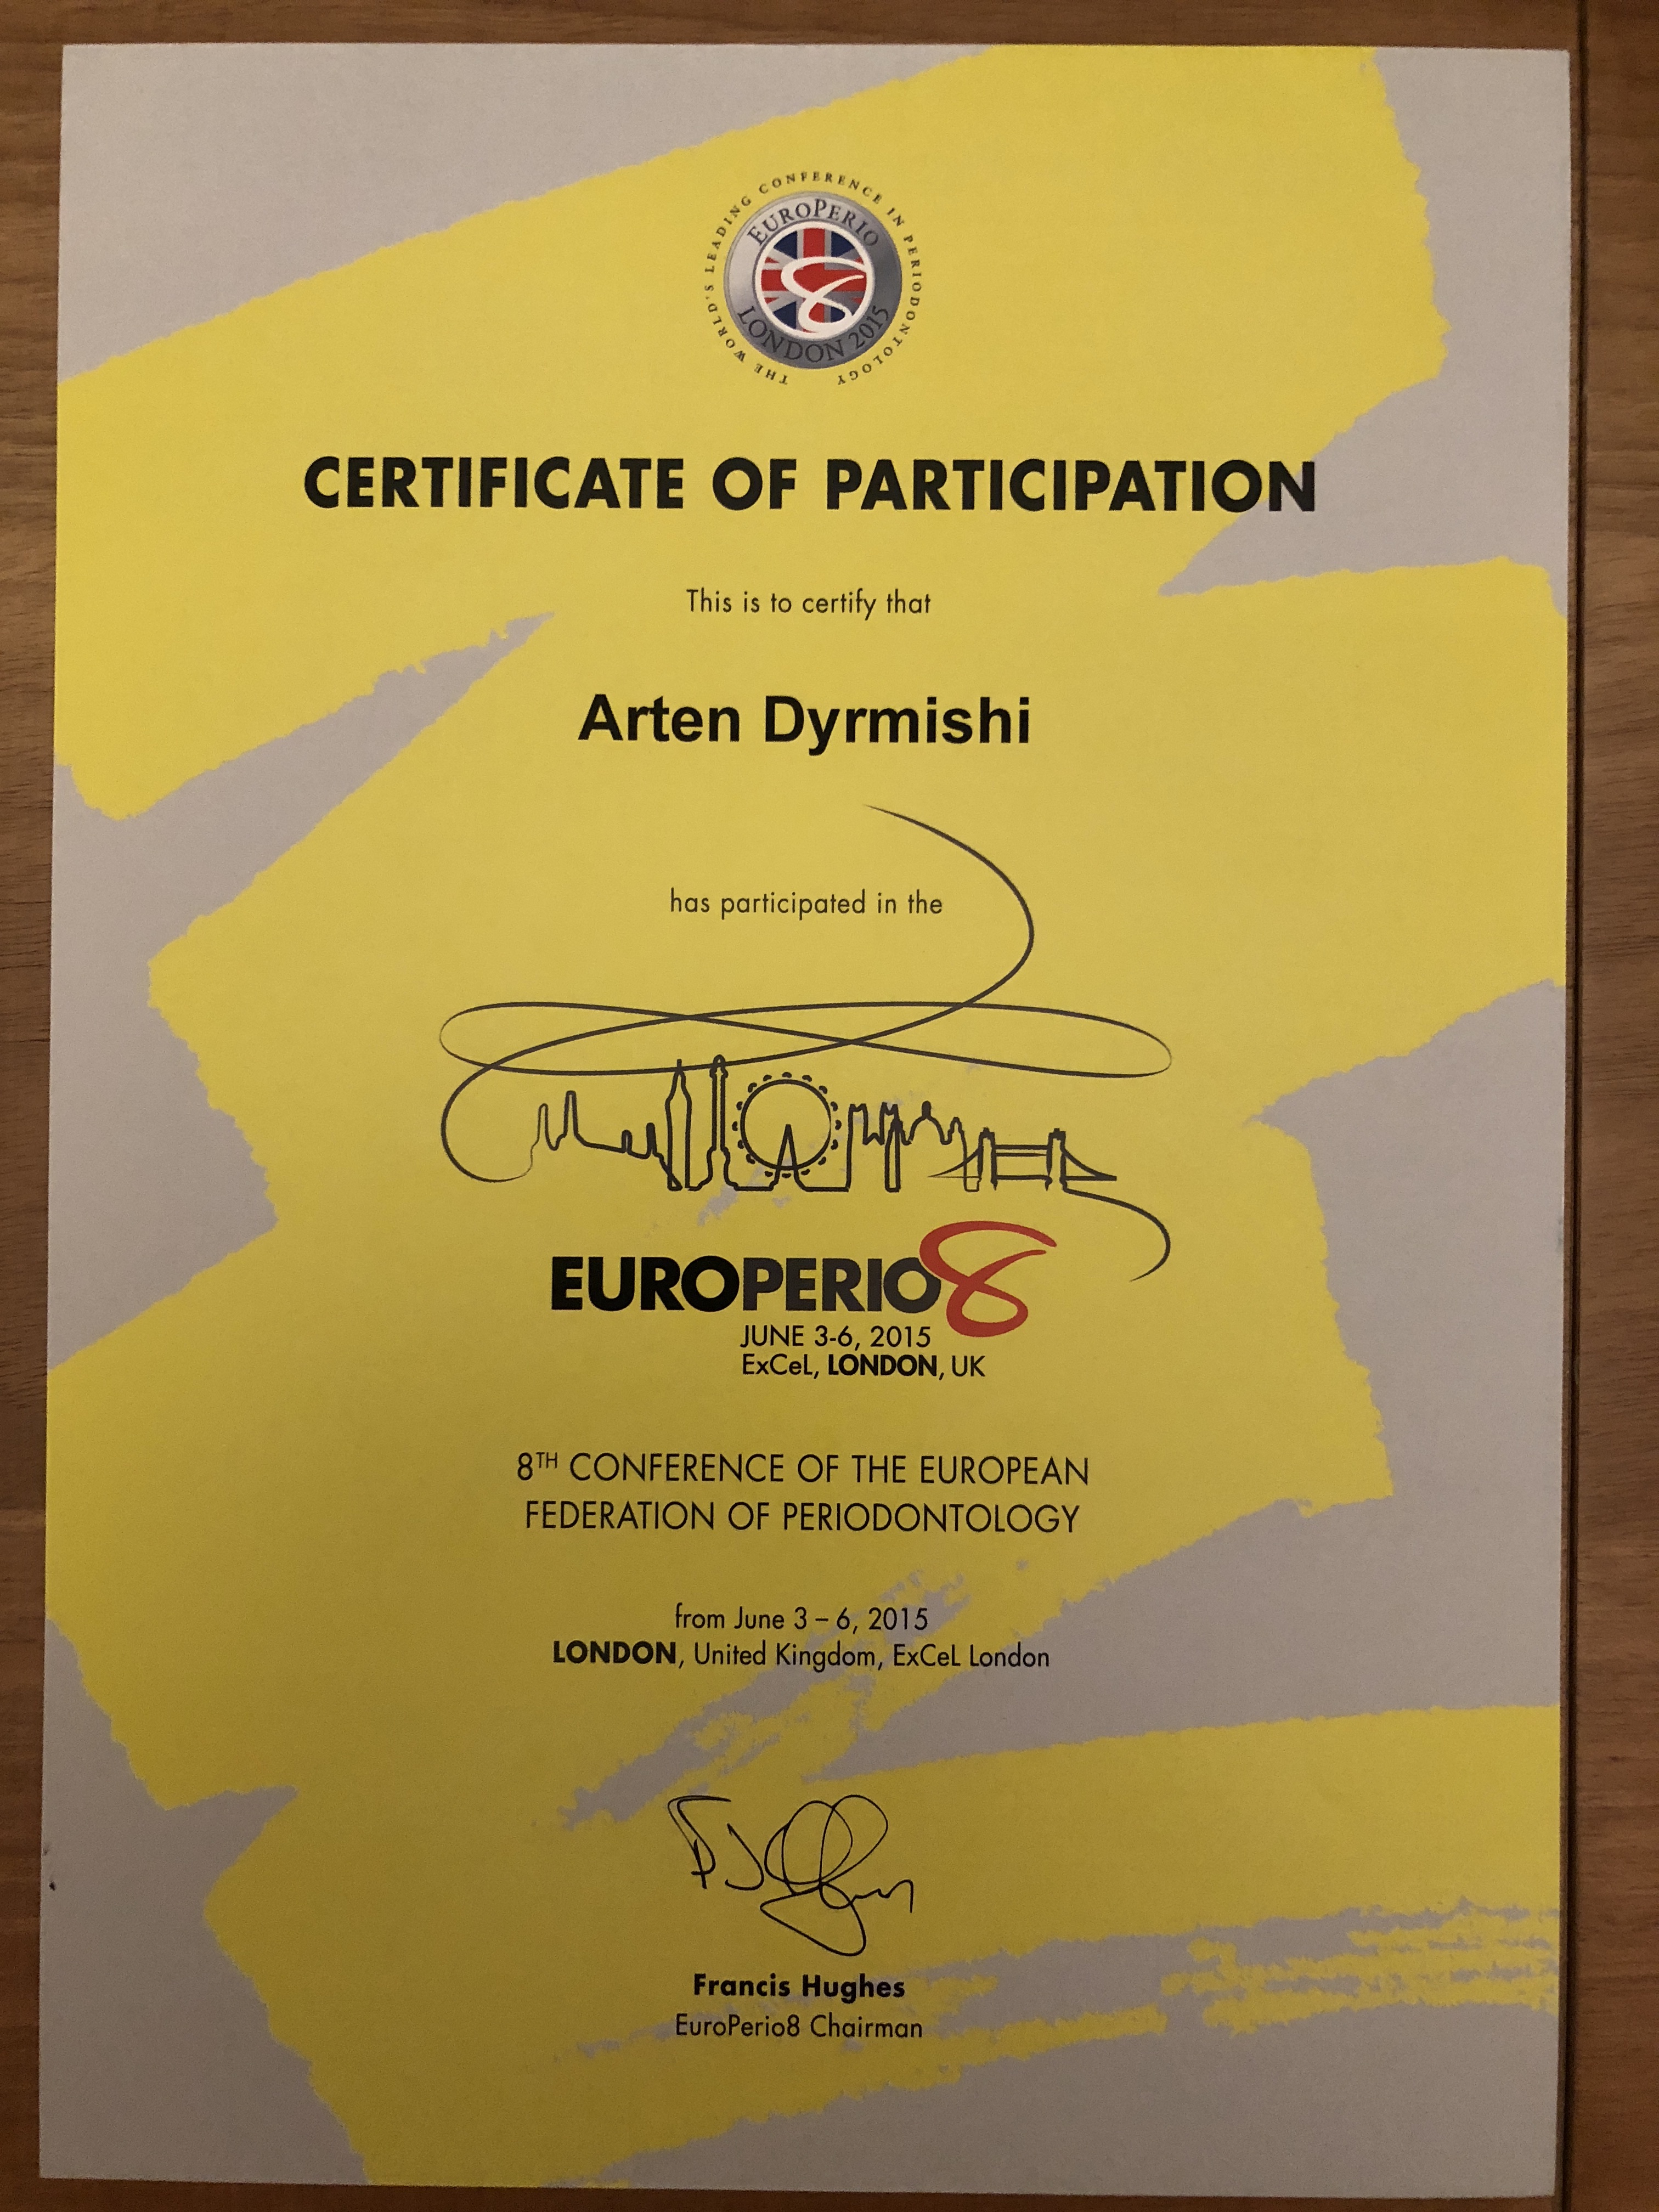 THE WORLD'S LEADING CONFERENCE IN PERIODONTOLOGY
EUROPERIO
8
LONDON 2015
CERTIFICATE OF PARTICIPATION
This is to certify that
Arten Dyrmishi
has participated in the
EUROPERIO8
JUNE 3-6, 2015
ExCeL, LONDON, UK
8TH CONFERENCE OF THE EUROPEAN
FEDERATION OF PERIODONTOLOGY
from June 3 – 6, 2015
LONDON, United Kingdom, ExCeL London
Francis Hughes
EuroPerio8 Chairman